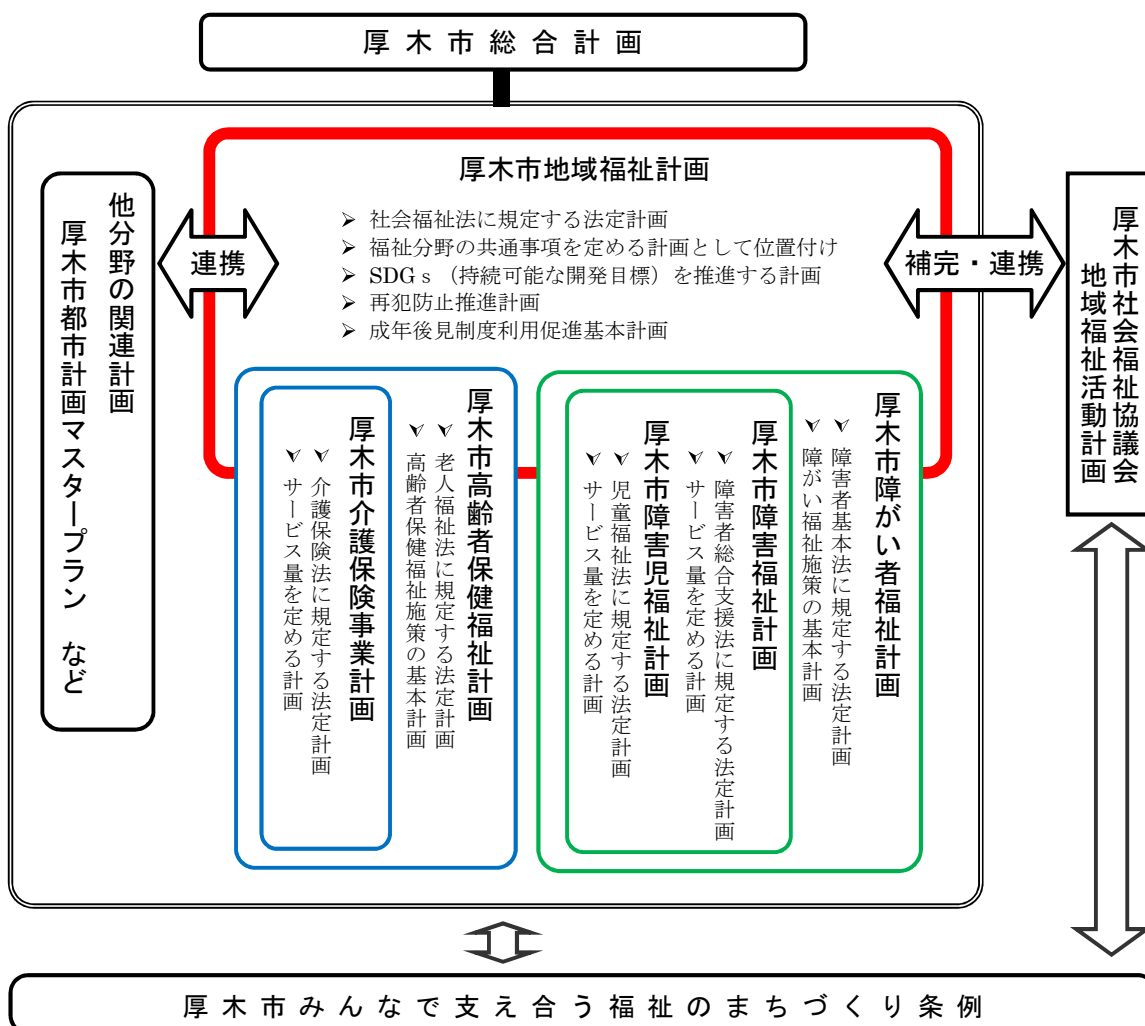 厚木市総合計画
厚木市地域福祉計画
➢ 社会福祉法に規定する法定計画
➢ 福祉分野の共通事項を定める計画として位置付け
➢ SDGｓ（持続可能な開発目標）を推進する計画
➢ 再犯防止推進計画
➢ 成年後見制度利用促進基本計画
連携
補完・連携
他分野の関連計画
厚木市都市計画マスタープラン など
厚木市社会福祉協議会
地域福祉活動計画
厚木市障がい者福祉計画
➢ 障害者基本法に規定する法定計画
➢ 障がい福祉施策の基本計画
厚木市障害福祉計画
➢ 障害者総合支援法に規定する法定計画
➢ サービス量を定める計画
厚木市障害児福祉計画
➢ 児童福祉法に規定する法定計画
➢ サービス量を定める計画
厚木市高齢者保健福祉計画
➢ 老人福祉法に規定する法定計画
➢ 高齢者保健福祉施策の基本計画
厚木市介護保険事業計画
➢ 介護保険法に規定する法定計画
➢ サービス量を定める計画
厚木市みんなで支え合う福祉のまちづくり条例